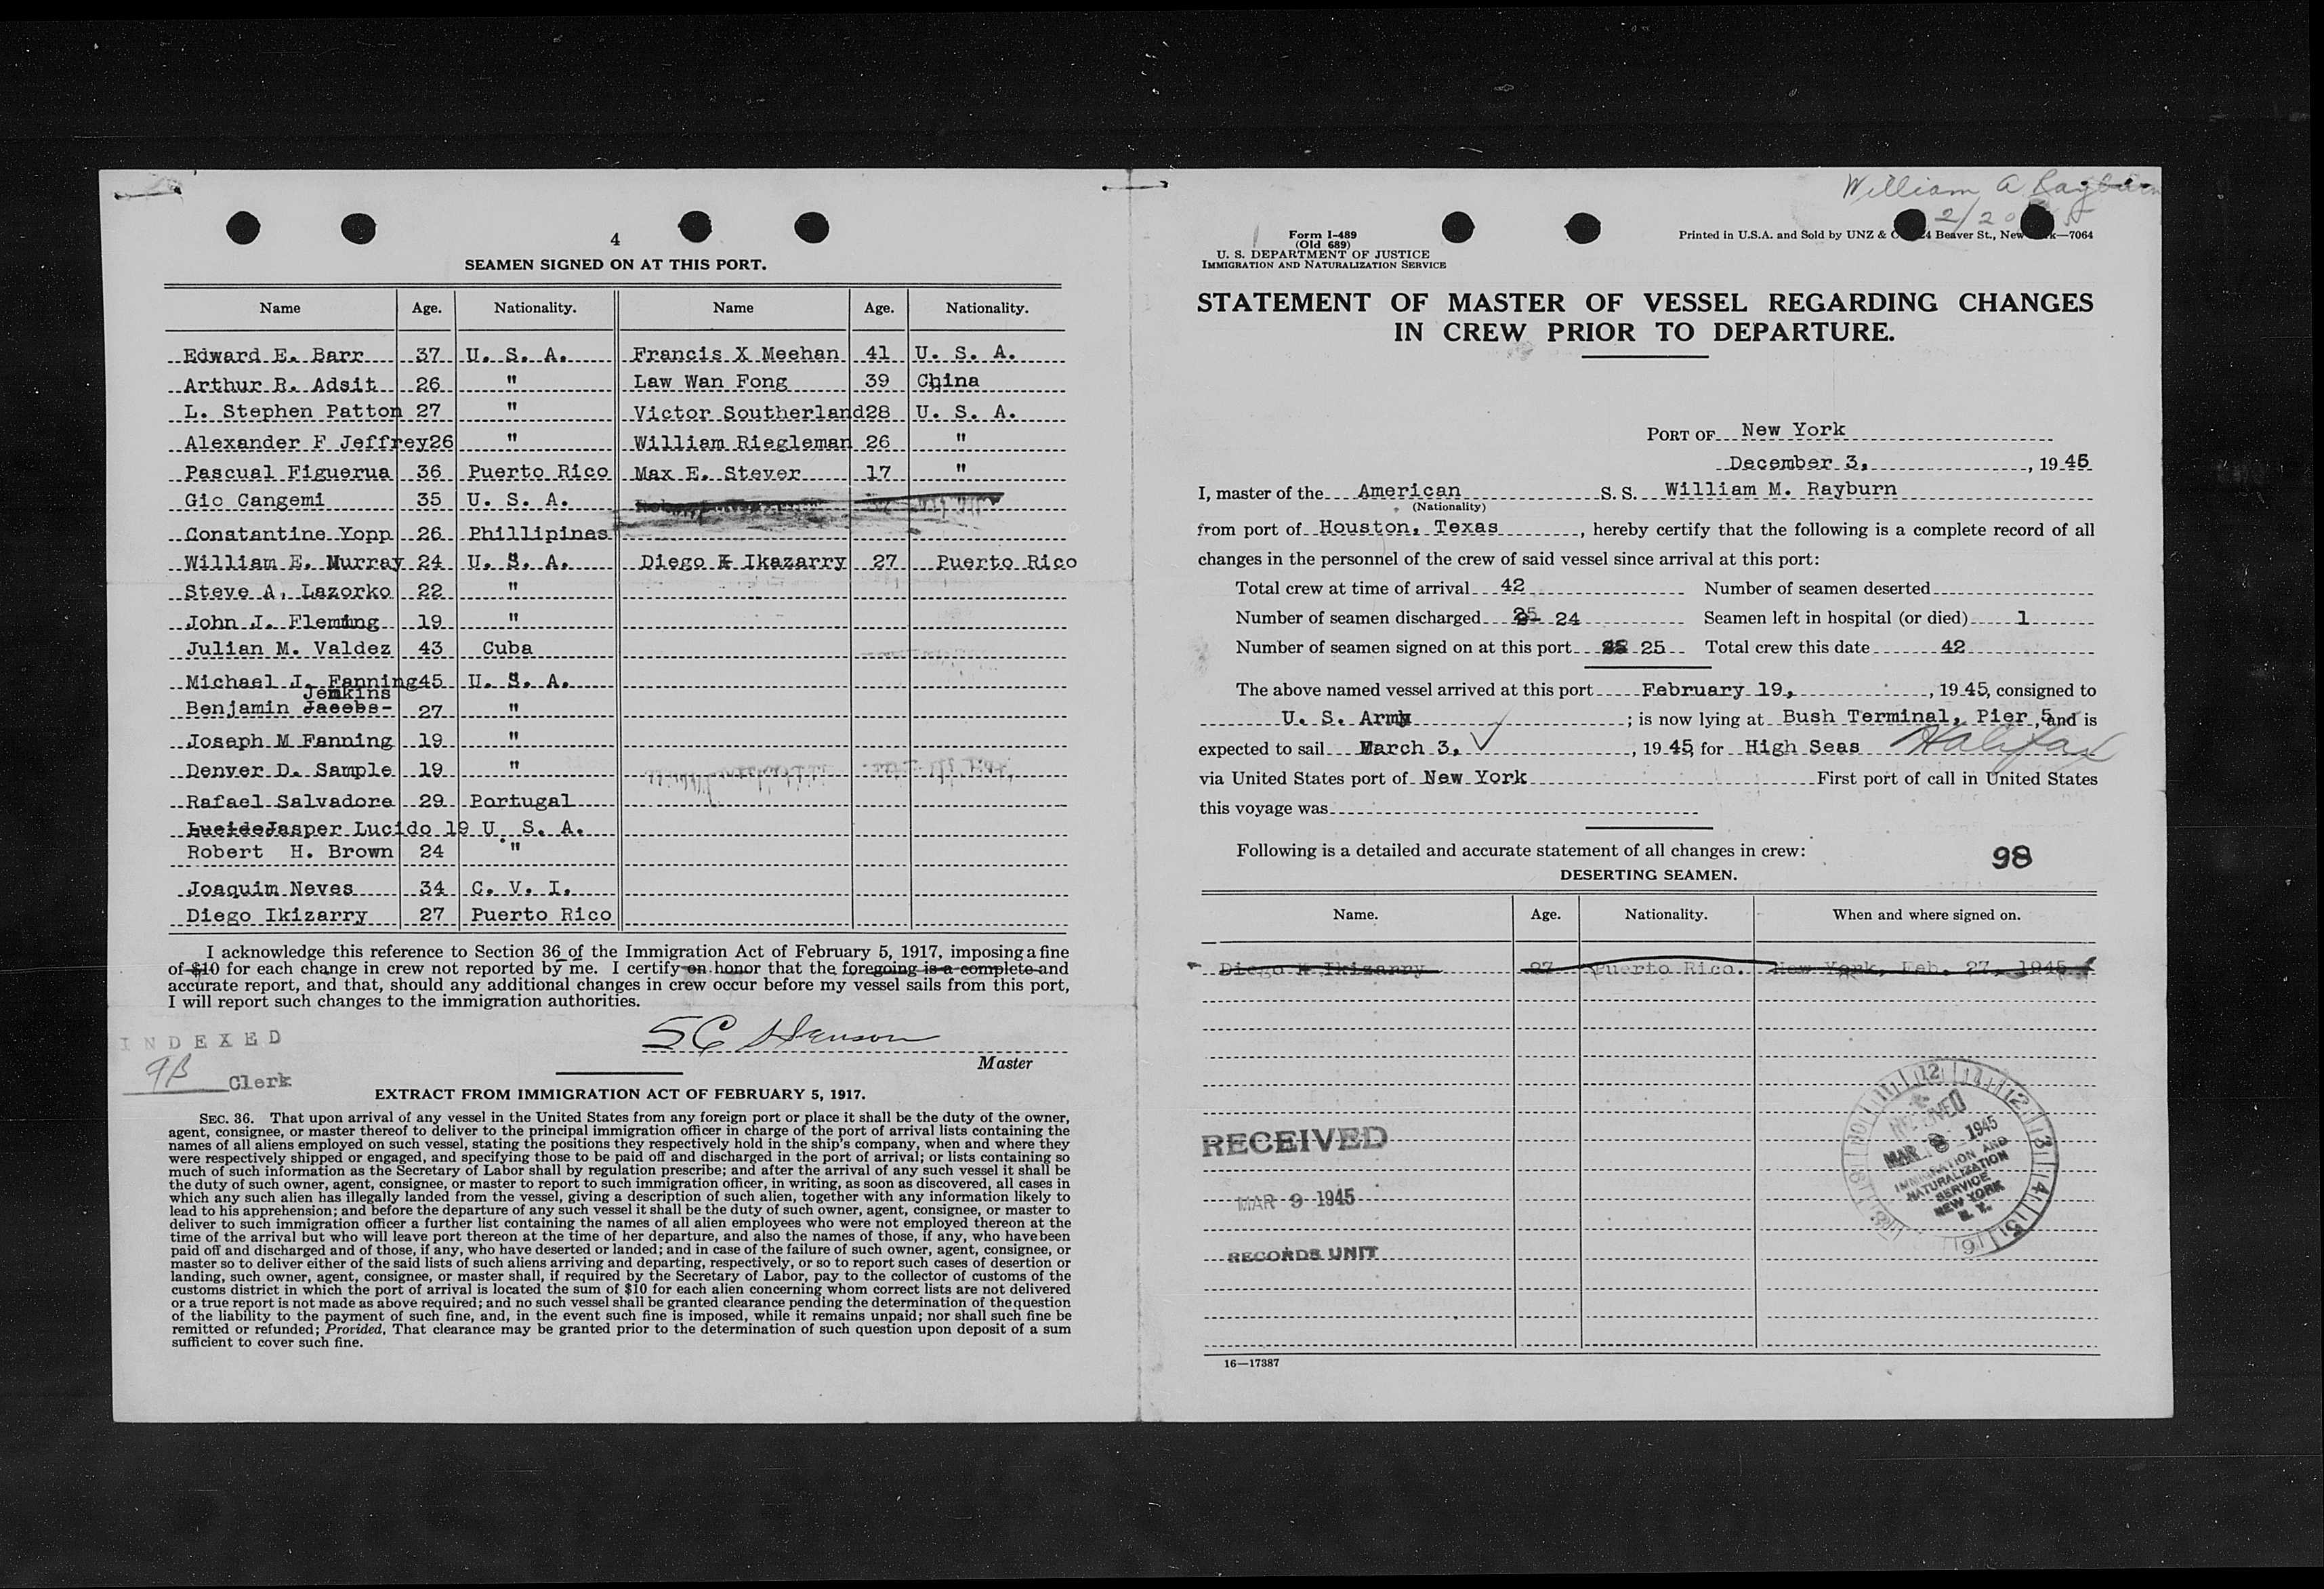 4
SEAMEN SIGNED ON AT THIS PORT.
Name Age. Nationality. Name Age. Nationality.
Edward E. Barr 37 U. S. A. Francis X Meehan 41 U. S. A.
Arthur R. Adsit 26 " Law Wan Fong 39 China
L. Stephen Patton 27 " Victor Southerland 28 U. S. A.
Alexander F Jeffrey 26 " William Riegleman 26 "
Pascual Figuerua 36 Puerto Rico Max E. Stever 17 "
Gio Cangemi 35 U. S. A.
Constantine Yopp 26 Phillipines
William E. Murray 24 U. S. A. Diego Ikazarry 27 Puerto Rico
Steve A. Lazorko 22 "
John J. Fleming 19 "
Julian M. Valdez 43 Cuba
Michael J. Fanning 45 U. S. A.
Jenkins
Benjamin Jacobs- 27 "
Joseph M Fanning 19 "
Denver D. Sample 19 "
Rafael Salvadore 29 Portugal
Lucido Jasper Lucido 19 U S. A.
Robert H. Brown 24 "
Joaquim Neves 34 C. V. I.
Diego Ikizarry 27 Puerto Rico
I acknowledge this reference to Section 36 of the Immigration Act of February 5, 1917, imposing a fine
of $10 for each change in crew not reported by me. I certify on honor that the foregoing is a complete and
accurate report, and that, should any additional changes in crew occur before my vessel sails from this port,
I will report such changes to the immigration authorities.
INDEXED
Clerk
S C Henson
Master
EXTRACT FROM IMMIGRATION ACT OF FEBRUARY 5, 1917.
SEC. 36. That upon arrival of any vessel in the United States from any foreign port or place it shall be the duty of the owner,
agent, consignee, or master thereof to deliver to the principal immigration officer in charge of the port of arrival lists containing the
names of all aliens employed on such vessel, stating the positions they respectively hold in the ship's company, when and where they
were respectively shipped or engaged, and specifying those to be paid off and discharged in the port of arrival; or lists containing so
much of such information as the Secretary of Labor shall by regulation prescribe; and after the arrival of any such vessel it shall be
the duty of such owner, agent, consignee, or master to report to such immigration officer, in writing, as soon as discovered, all cases in
which any such alien has illegally landed from the vessel, giving a description of such alien, together with any information likely to
lead to his apprehension; and before the departure of any such vessel it shall be the duty of such owner, agent, consignee, or master to
deliver to such immigration officer a further list containing the names of all alien employees who were not employed thereon at the
time of the arrival but who will leave port thereon at the time of her departure, and also the names of those, if any, who have been
paid off and discharged and of those, if any, who have deserted or landed; and in case of the failure of such owner, agent, consignee, or
master so to deliver either of the said lists of such aliens arriving and departing, respectively, or so to report such cases of desertion or
landing, such owner, agent, consignee, or master shall, if required by the Secretary of Labor, pay to the collector of customs of the
customs district in which the port of arrival is located the sum of $10 for each alien concerning whom correct lists are not delivered
or a true report is not made as above required; and no such vessel shall be granted clearance pending the determination of the question
of the liability to the payment of such fine, and, in the event such fine is imposed, while it remains unpaid; nor shall such fine be
remitted or refunded; Provided, That clearance may be granted prior to the determination of such question upon deposit of a sum
sufficient to cover such fine.
William A Rayburn
2/20
Form I-489
(Old 689)
U. S. DEPARTMENT OF JUSTICE
IMMIGRATION AND NATURALIZATION SERVICE
Printed in U.S.A. and Sold by UNZ & 4 Beaver St., New k—7064
STATEMENT OF MASTER OF VESSEL REGARDING CHANGES
IN CREW PRIOR TO DEPARTURE.
PORT OF New York
December 3, , 1945
I, master of the American S. S. William M. Rayburn
(Nationality)
from port of Houston, Texas , hereby certify that the following is a complete record of all
changes in the personnel of the crew of said vessel since arrival at this port:
Total crew at time of arrival 42 Number of seamen deserted
Number of seamen discharged 25 24 Seamen left in hospital (or died) 1
Number of seamen signed on at this port 25 Total crew this date 42
The above named vessel arrived at this port February 19, , 1945, consigned to
U. S. Army ; is now lying at Bush Terminal, Pier 5, and is
expected to sail March 3, , 1945, for High Seas Halifax
via United States port of New York First port of call in United States
this voyage was
Following is a detailed and accurate statement of all changes in crew:
98
DESERTING SEAMEN.
Name. Age. Nationality. When and where signed on.
Diego Ikizarry 27 Puerto Rico. New York, Feb. 27, 1945
RECEIVED
MAR 9 1945
RECORDS UNIT
RECEIVED
MAR 8 1945
IMMIGRATION AND
NATURALIZATION
SERVICE
NEW YORK
N. Y.
16—17387